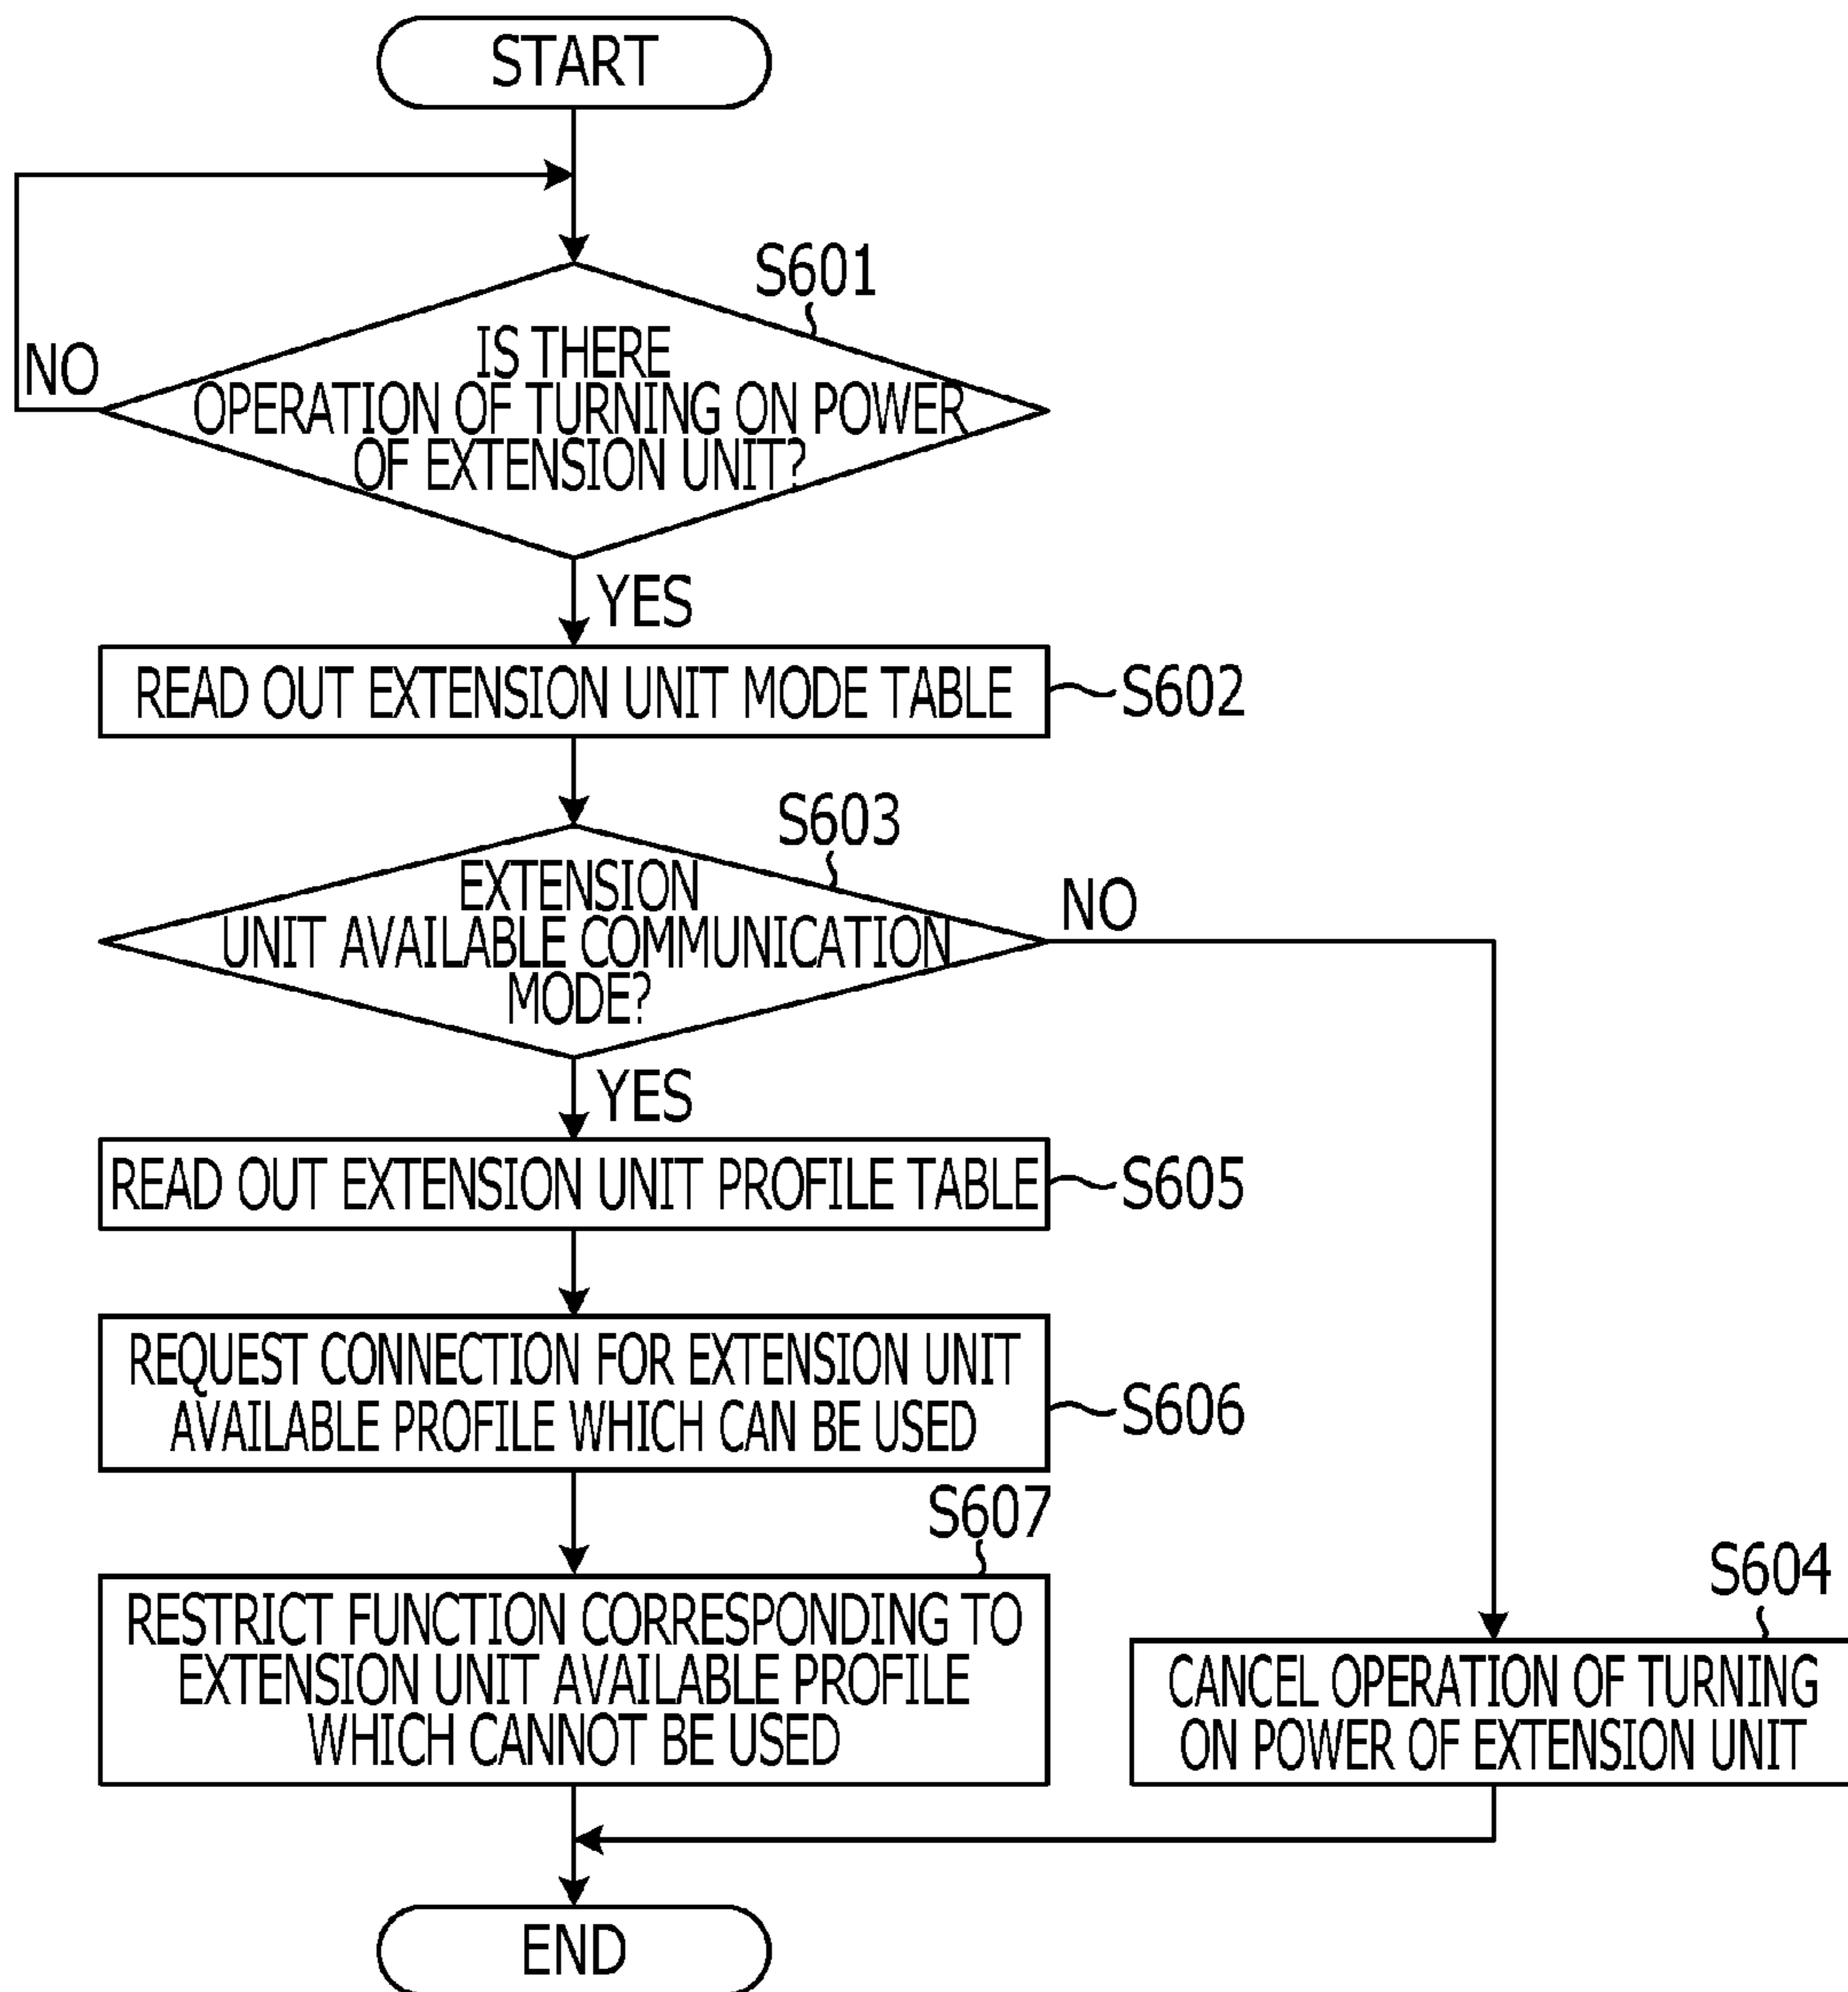 START
S601
NO
IS THERE
OPERATION OF TURNING ON POWER
OF EXTENSION UNIT?
YES
READ OUT EXTENSION UNIT MODE TABLE
S602
S603
EXTENSION
UNIT AVAILABLE COMMUNICATION
MODE?
NO
YES
READ OUT EXTENSION UNIT PROFILE TABLE
S605
REQUEST CONNECTION FOR EXTENSION UNIT
AVAILABLE PROFILE WHICH CAN BE USED
S606
S607
RESTRICT FUNCTION CORRESPONDING TO
EXTENSION UNIT AVAILABLE PROFILE
WHICH CANNOT BE USED
S604
CANCEL OPERATION OF TURNING
ON POWER OF EXTENSION UNIT
END